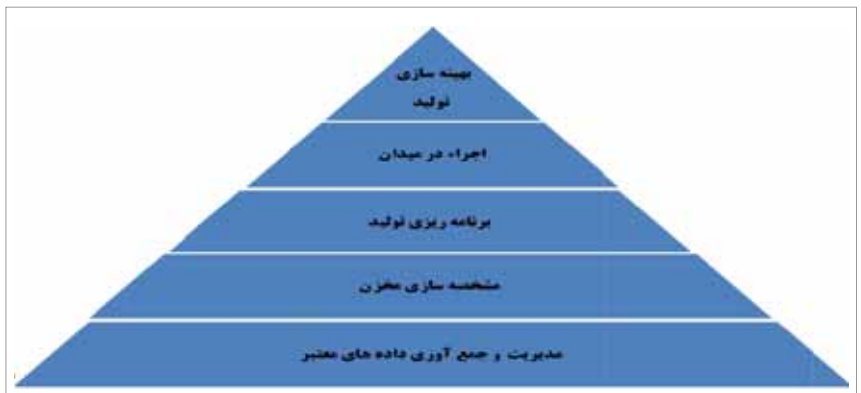 بهینه سازی
تولید
اجراء در میدان
برنامه ریزی تولید
مشخصه سازی مخزن
مدیریت و جمع آوری داده های معتبر